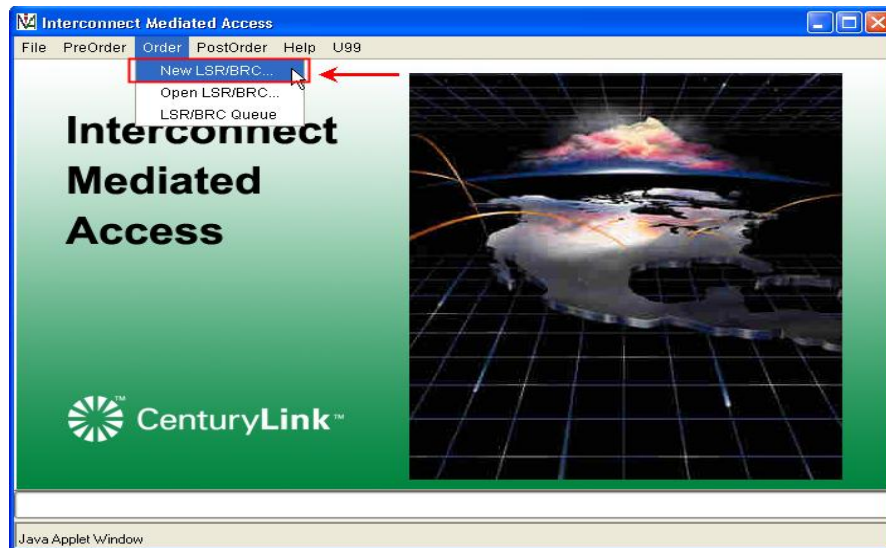 Interconnect Mediated Access
File PreOrder Order PostOrder Help U99
New LSR/BRC...
Open LSR/BRC...
LSR/BRC Queue
Interconnect
Mediated
Access
CenturyLink™
Java Applet Window